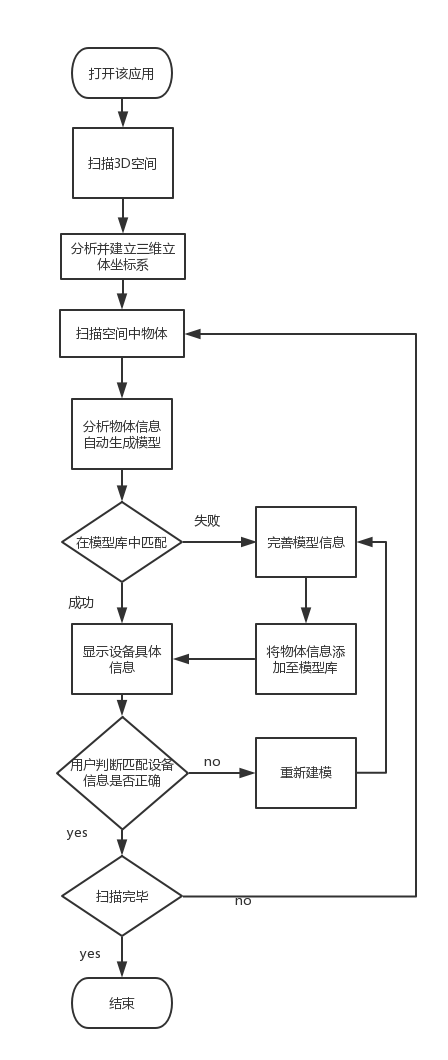 打开该应用
扫描3D空间
分析并建立三维立
体坐标系
扫描空间中物体
分析物体信息
自动生成模型
在模型库中匹配
失败
完善模型信息
成功
显示设备具体
信息
将物体信息添
加至模型库
用户判断匹配设备
信息是否正确
no
重新建模
yes
扫描完毕
no
yes
结束